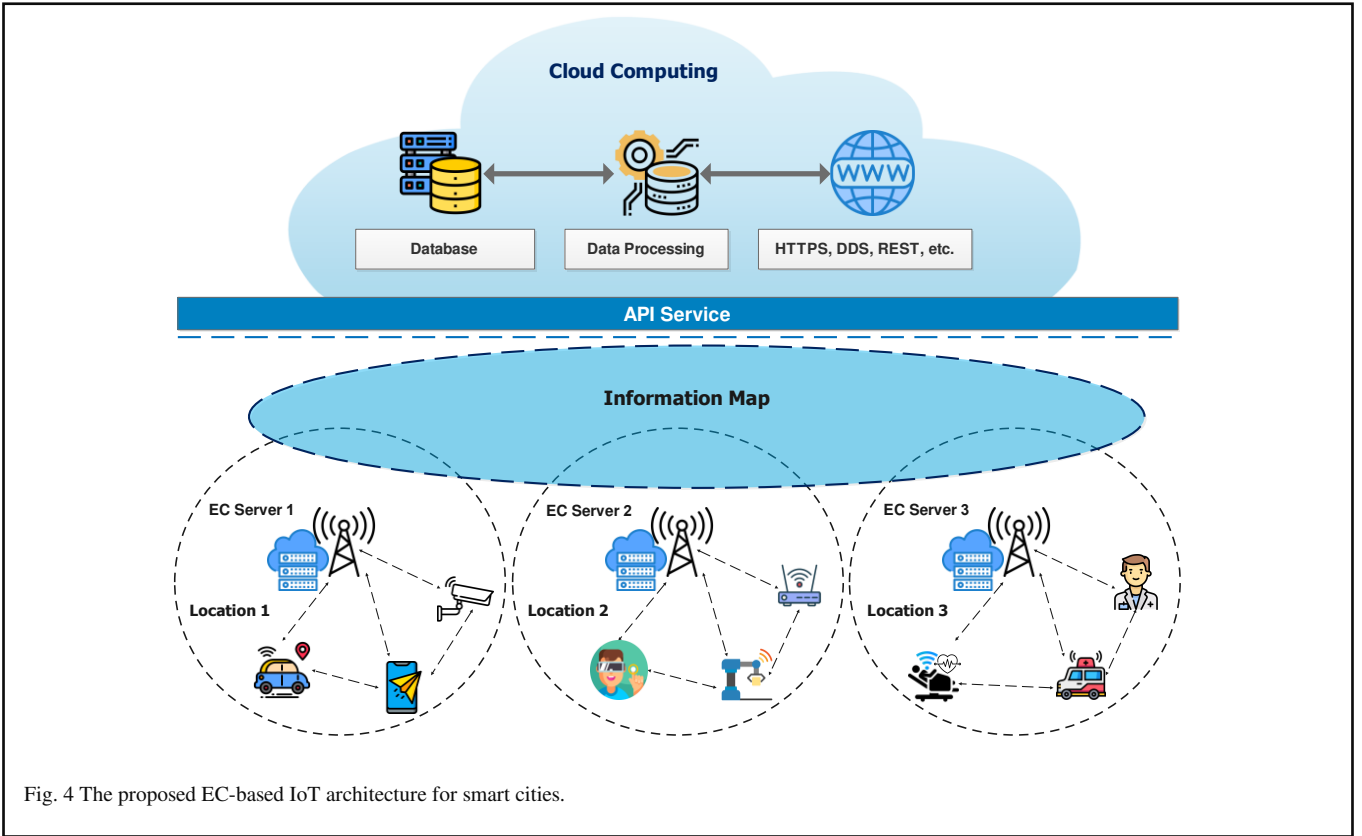 Cloud Computing
WWW
Database
Data Processing
HTTPS, DDS, REST, etc.
API Service
Information Map
EC Server 1
EC Server 2
EC Server 3
Location 1
Location 2
Location 3
Fig. 4 The proposed EC-based IoT architecture for smart cities.